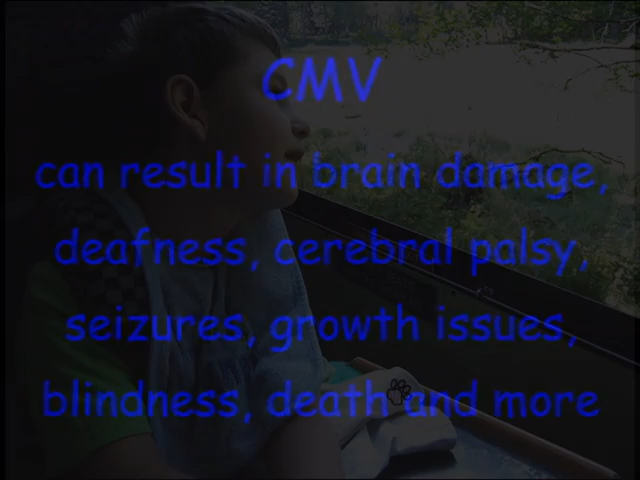 CMV
can result in brain damage,
deafness, cerebral palsy,
seizures, growth issues,
blindness, death and more